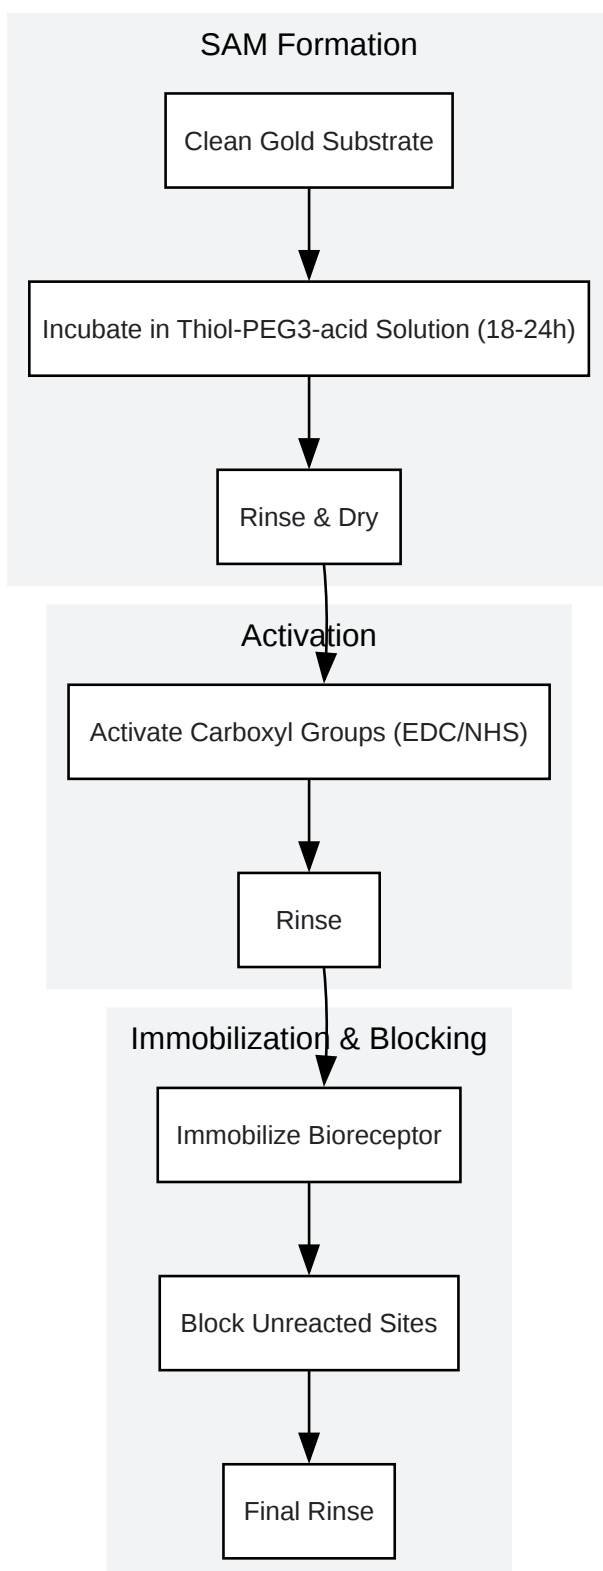 SAM Formation
Clean Gold Substrate
Incubate in Thiol-PEG3-acid Solution (18-24h)
Rinse & Dry
Activation
Activate Carboxyl Groups (EDC/NHS)
Rinse
Immobilization & Blocking
Immobilize Bioreceptor
Block Unreacted Sites
Final Rinse